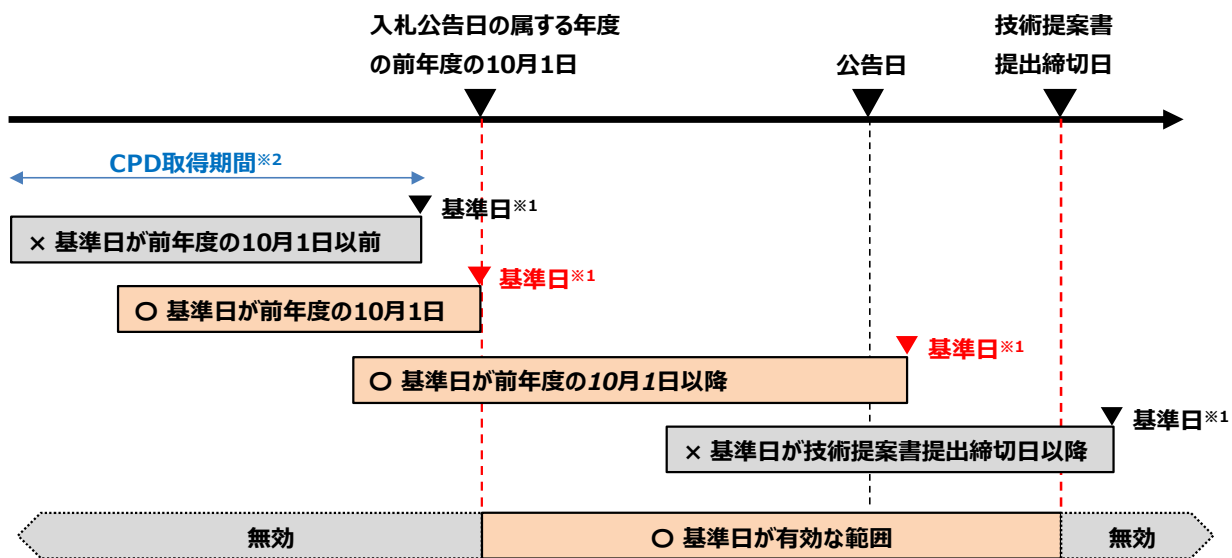 入札公告日の属する年度
の前年度の10月1日
公告日
技術提案書
提出締切日
CPD取得期間※2
基準日※1
× 基準日が前年度の10月1日以前
基準日※1
〇 基準日が前年度の10月1日
基準日※1
〇 基準日が前年度の10月1日以降
基準日※1
× 基準日が技術提案書提出締切日以降
無効
〇 基準日が有効な範囲
無効